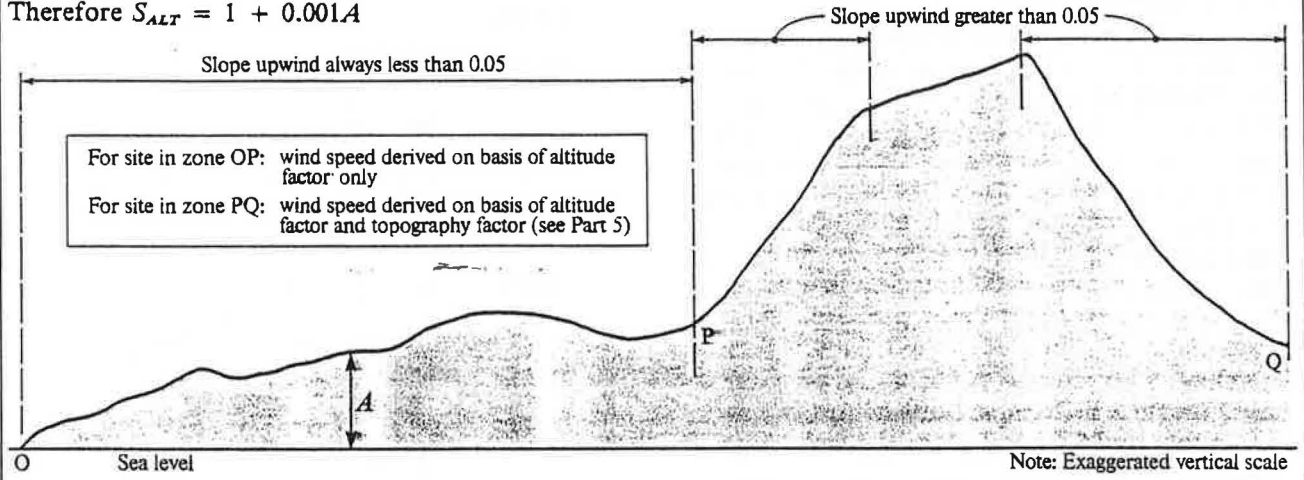 Therefore S_ALT = 1 + 0.001A
Slope upwind greater than 0.05
Slope upwind always less than 0.05
For site in zone OP: wind speed derived on basis of altitude
factor only
For site in zone PQ: wind speed derived on basis of altitude
factor and topography factor (see Part 5)
P
Q
A
O
Sea level
Note: Exaggerated vertical scale